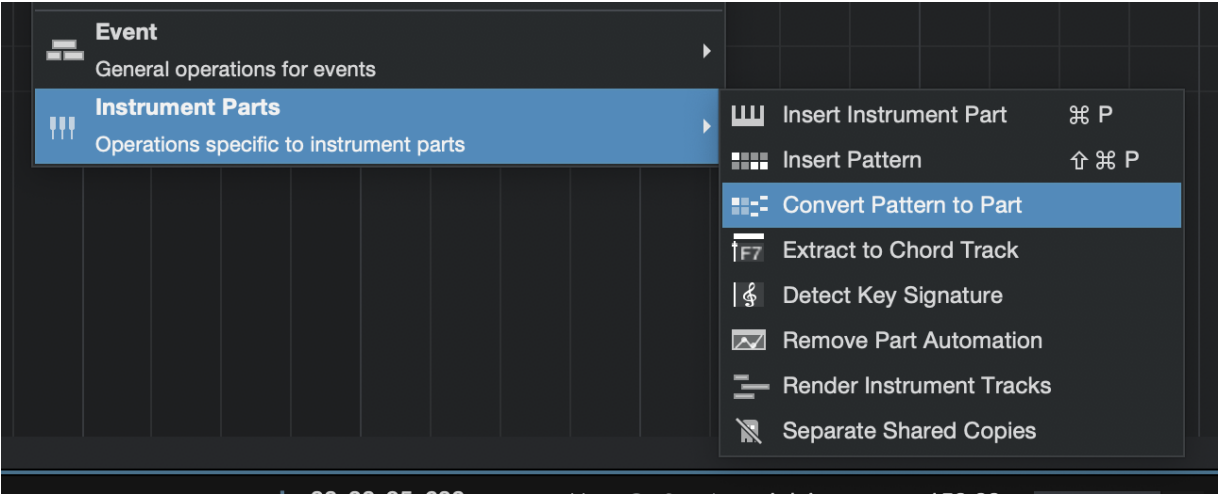 Event
General operations for events
Instrument Parts
Operations specific to instrument parts
Insert Instrument Part ⌘ P
Insert Pattern ⇧ ⌘ P
Convert Pattern to Part
F7 Extract to Chord Track
Detect Key Signature
Remove Part Automation
Render Instrument Tracks
Separate Shared Copies